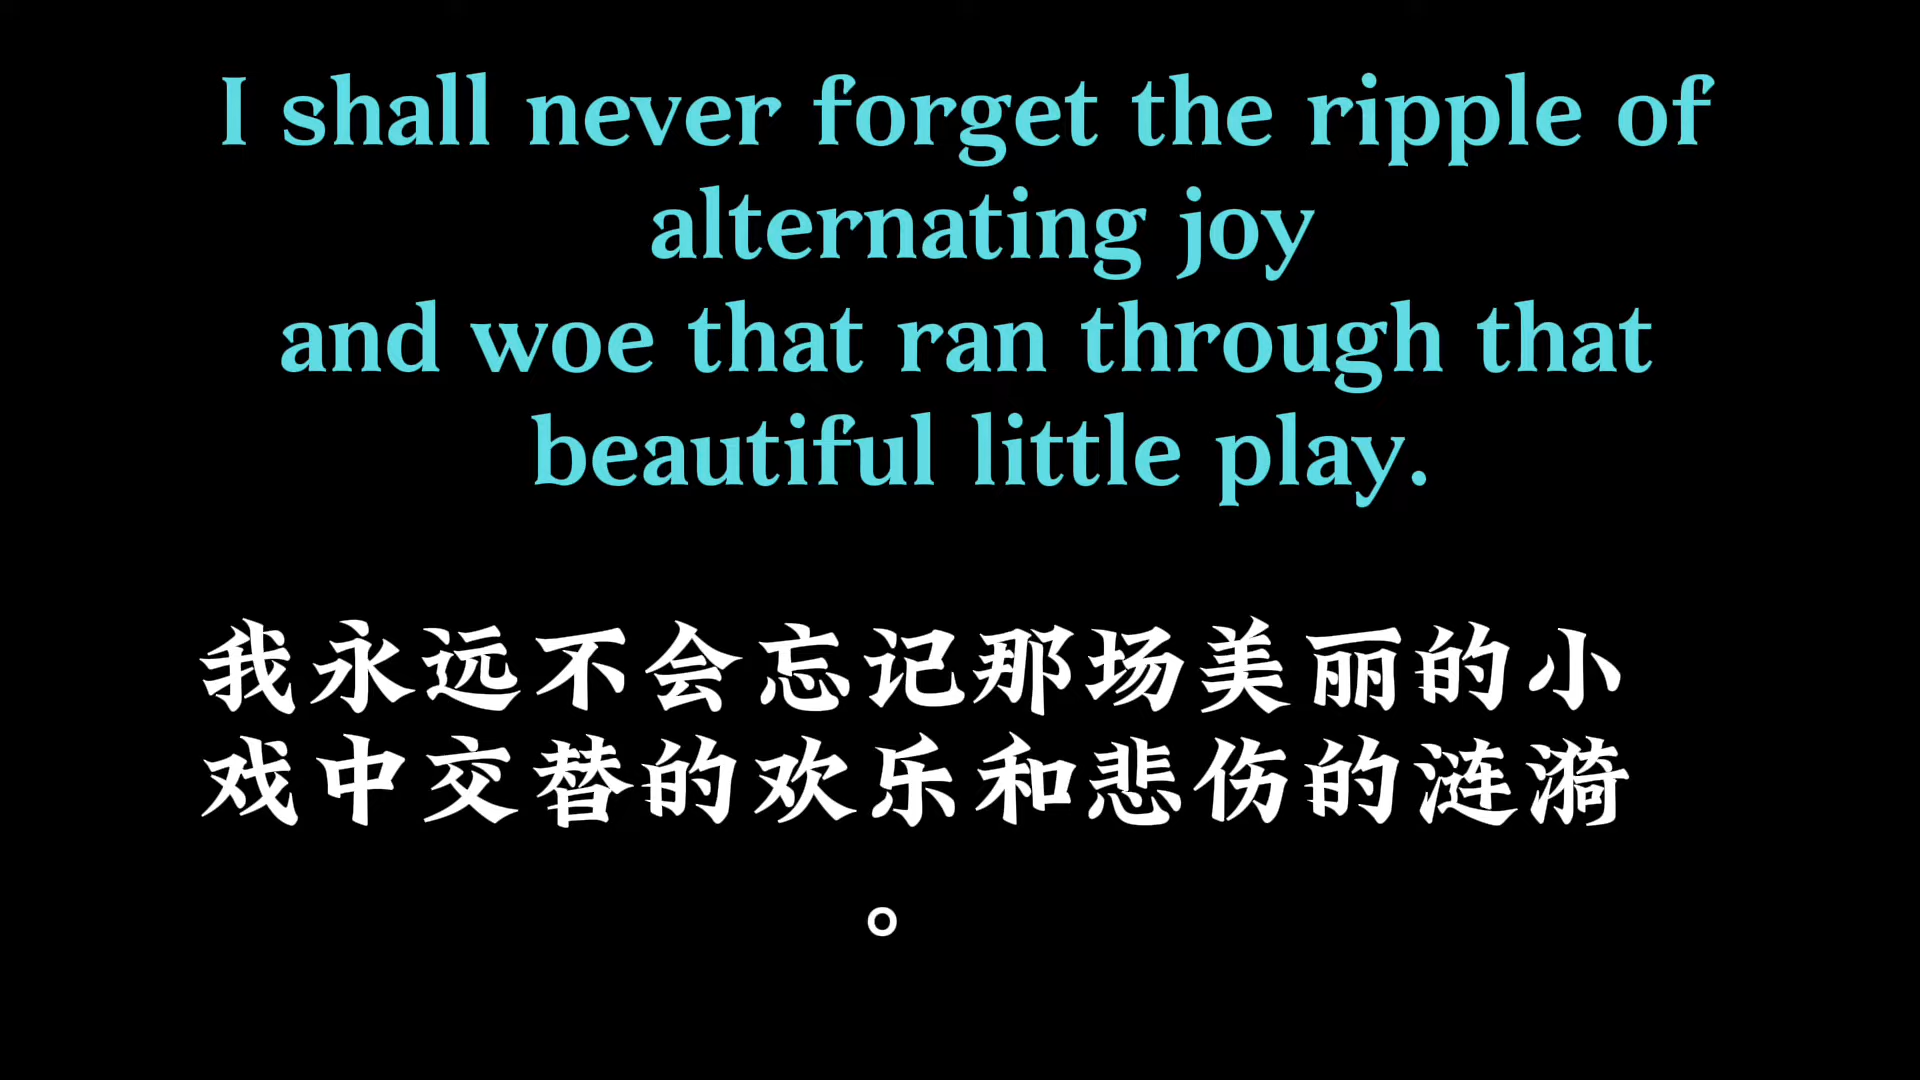 I shall never forget the ripple of
alternating joy
and woe that ran through that
beautiful little play.
我永远不会忘记那场美丽的小
戏中交替的欢乐和悲伤的涟漪
。